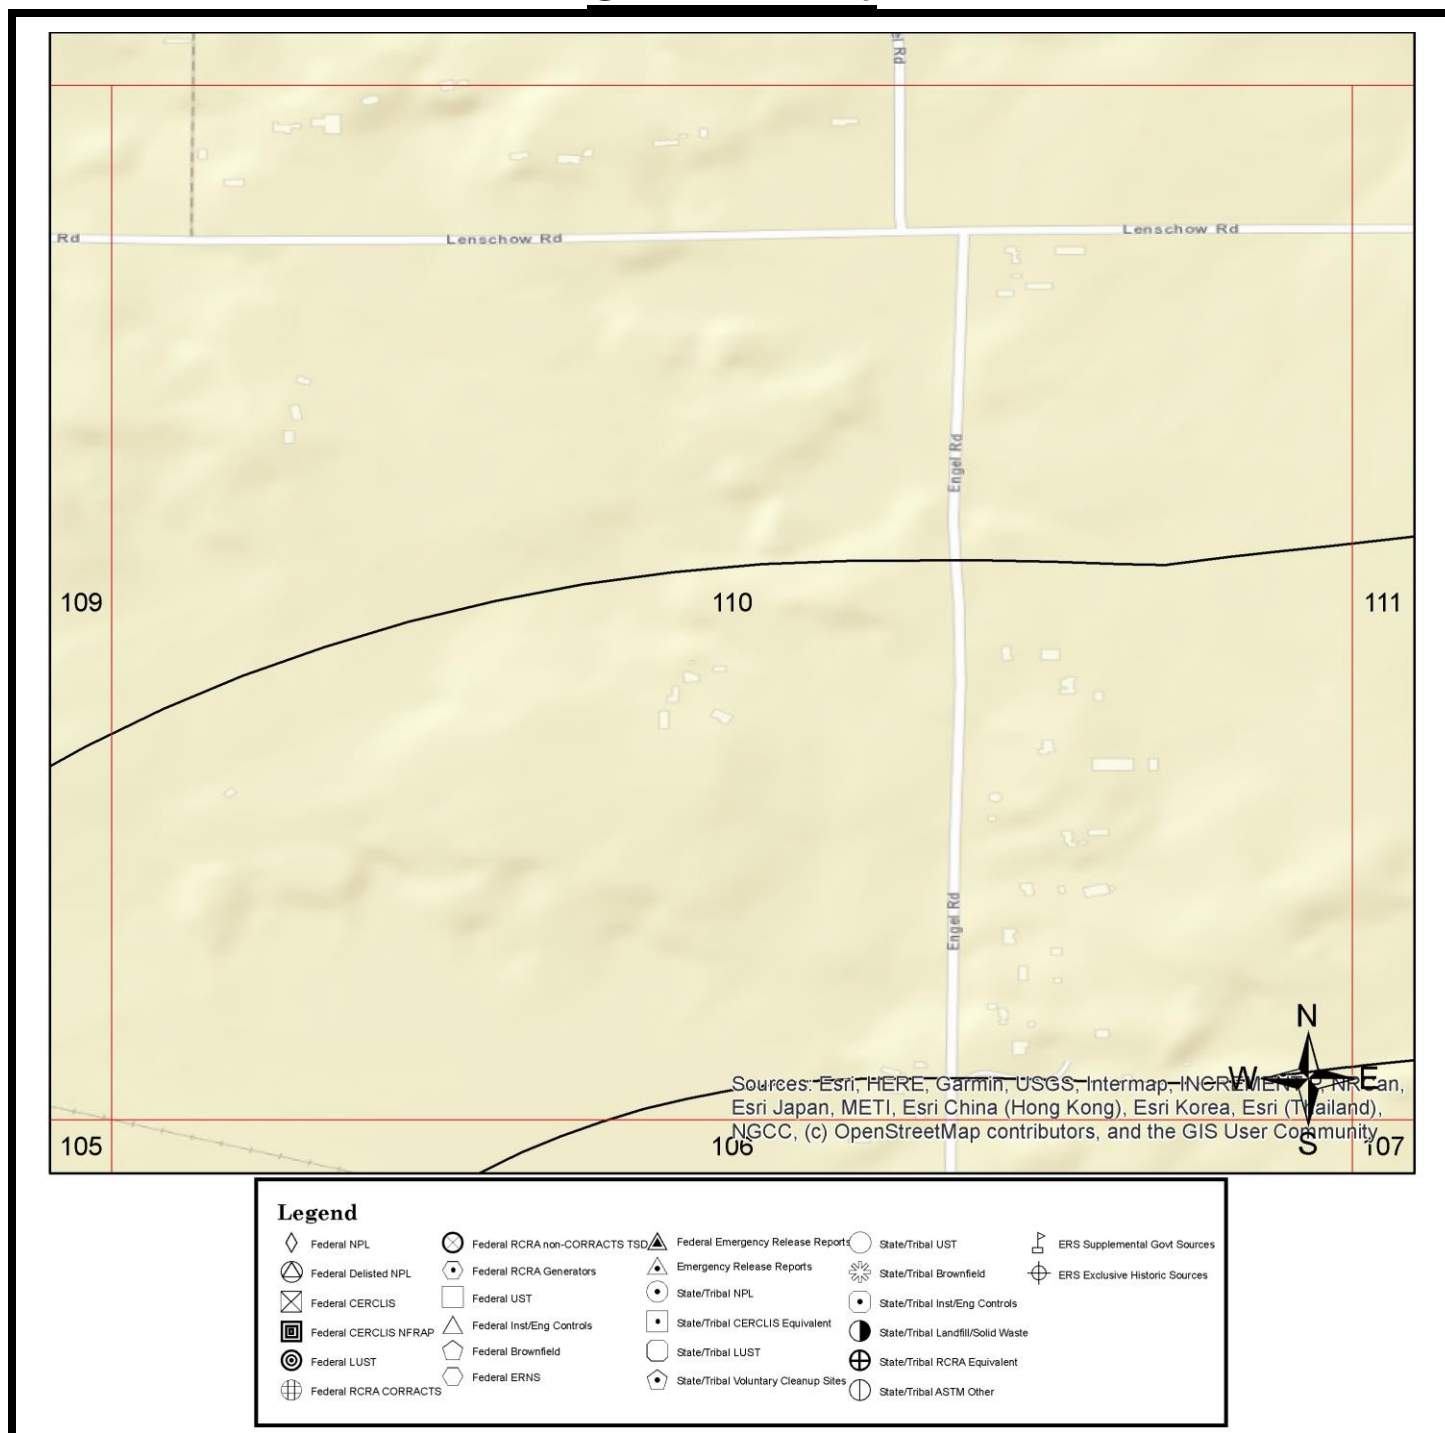 el Rd
Rd
Lenschow Rd
Lenschow Rd
Engel Rd
109
110
111
Engel Rd
N
W
E
S
Sources: Esri, HERE, Garmin, USGS, Intermap, INCREMENT P, NRCan,
Esri Japan, METI, Esri China (Hong Kong), Esri Korea, Esri (Thailand),
NGCC, (c) OpenStreetMap contributors, and the GIS User Community
105
106
107
Legend
Federal NPL
Federal Delisted NPL
Federal CERCLIS
Federal CERCLIS NFRAP
Federal LUST
Federal RCRA CORRACTS
Federal RCRA non-CORRACTS TSD
Federal RCRA Generators
Federal UST
Federal Inst/Eng Controls
Federal Brownfield
Federal ERNS
Federal Emergency Release Reports
Emergency Release Reports
State/Tribal NPL
State/Tribal CERCLIS Equivalent
State/Tribal LUST
State/Tribal Voluntary Cleanup Sites
State/Tribal UST
State/Tribal Brownfield
State/Tribal Inst/Eng Controls
State/Tribal Landfill/Solid Waste
State/Tribal RCRA Equivalent
State/Tribal ASTM Other
ERS Supplemental Govt Sources
ERS Exclusive Historic Sources